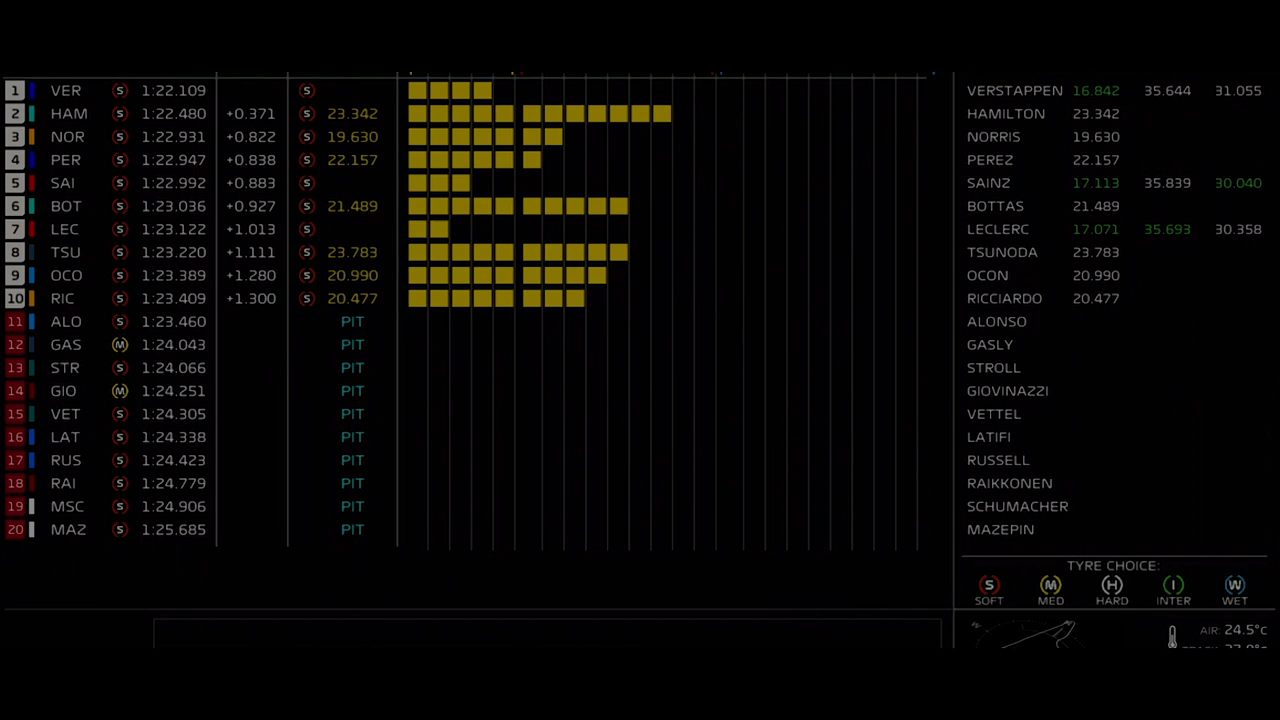 1 VER S 1:22.109 S VERSTAPPEN 16.842 35.644 31.055
2 HAM S 1:22.480 +0.371 S 23.342 HAMILTON 23.342
3 NOR S 1:22.931 +0.822 S 19.630 NORRIS 19.630
4 PER S 1:22.947 +0.838 S 22.157 PEREZ 22.157
5 SAI S 1:22.992 +0.883 S SAINZ 17.113 35.839 30.040
6 BOT S 1:23.036 +0.927 S 21.489 BOTTAS 21.489
7 LEC S 1:23.122 +1.013 S LECLERC 17.071 35.693 30.358
8 TSU S 1:23.220 +1.111 S 23.783 TSUNODA 23.783
9 OCO S 1:23.389 +1.280 S 20.990 OCON 20.990
10 RIC S 1:23.409 +1.300 S 20.477 RICCIARDO 20.477
11 ALO S 1:23.460 PIT ALONSO
12 GAS M 1:24.043 PIT GASLY
13 STR S 1:24.066 PIT STROLL
14 GIO M 1:24.251 PIT GIOVINAZZI
15 VET S 1:24.305 PIT VETTEL
16 LAT S 1:24.338 PIT LATIFI
17 RUS S 1:24.423 PIT RUSSELL
18 RAI S 1:24.779 PIT RAIKKONEN
19 MSC S 1:24.906 PIT SCHUMACHER
20 MAZ S 1:25.685 PIT MAZEPIN
TYRE CHOICE:
S M H I W
SOFT MED HARD INTER WET
AIR: 24.5°C